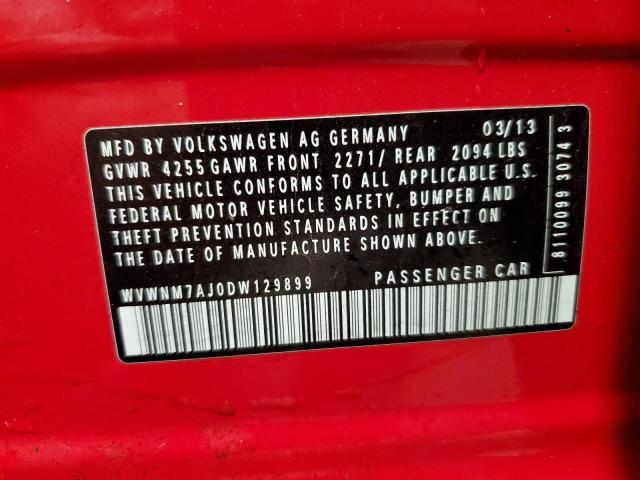 MFD BY VOLKSWAGEN AG GERMANY 03/13
GVWR 4255 GAWR FRONT 2271/ REAR 2094 LBS
THIS VEHICLE CONFORMS TO ALL APPLICABLE U.S.
FEDERAL MOTOR VEHICLE SAFETY, BUMPER AND
THEFT PREVENTION STANDARDS IN EFFECT ON
THE DATE OF MANUFACTURE SHOWN ABOVE.
WVWNM7AJ0DW129899 PASSENGER CAR
8110099 3074 3